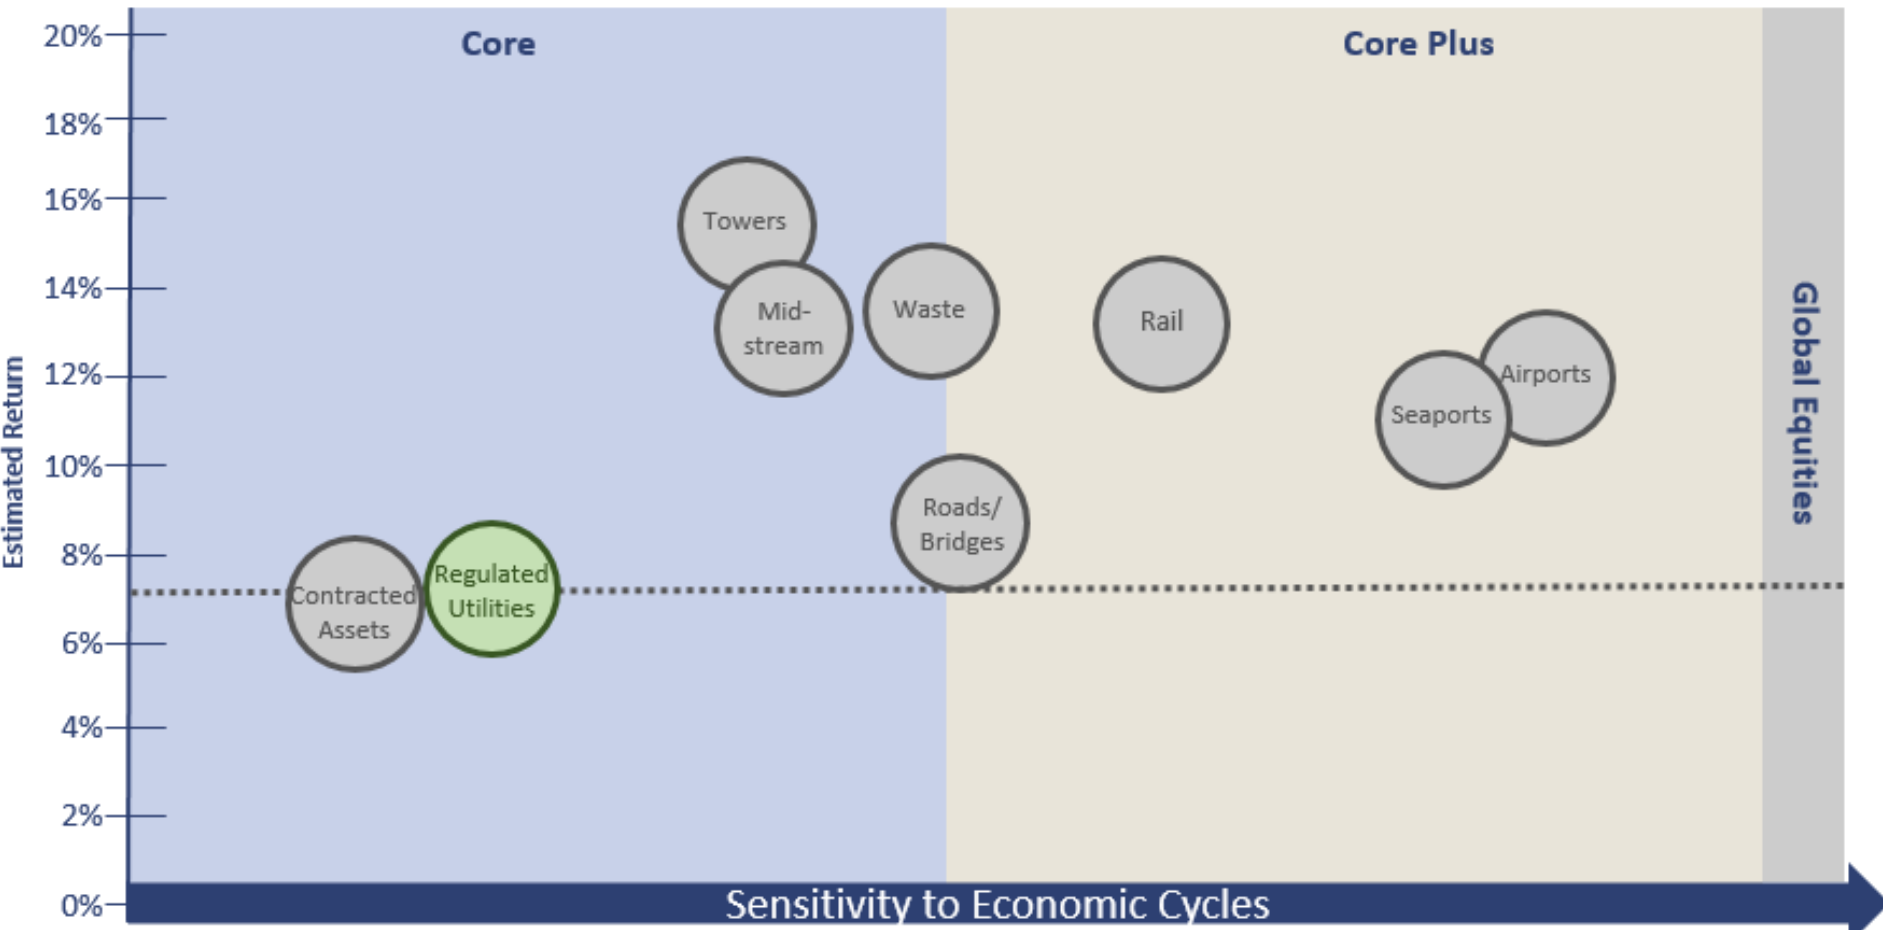 Core
Core Plus
20%
18%
16%
14%
12%
10%
8%
6%
4%
2%
0%
Estimated Return
Towers
Mid-
stream
Waste
Rail
Airports
Seaports
Roads/
Bridges
Contracted
Assets
Regulated
Utilities
Global Equities
Sensitivity to Economic Cycles